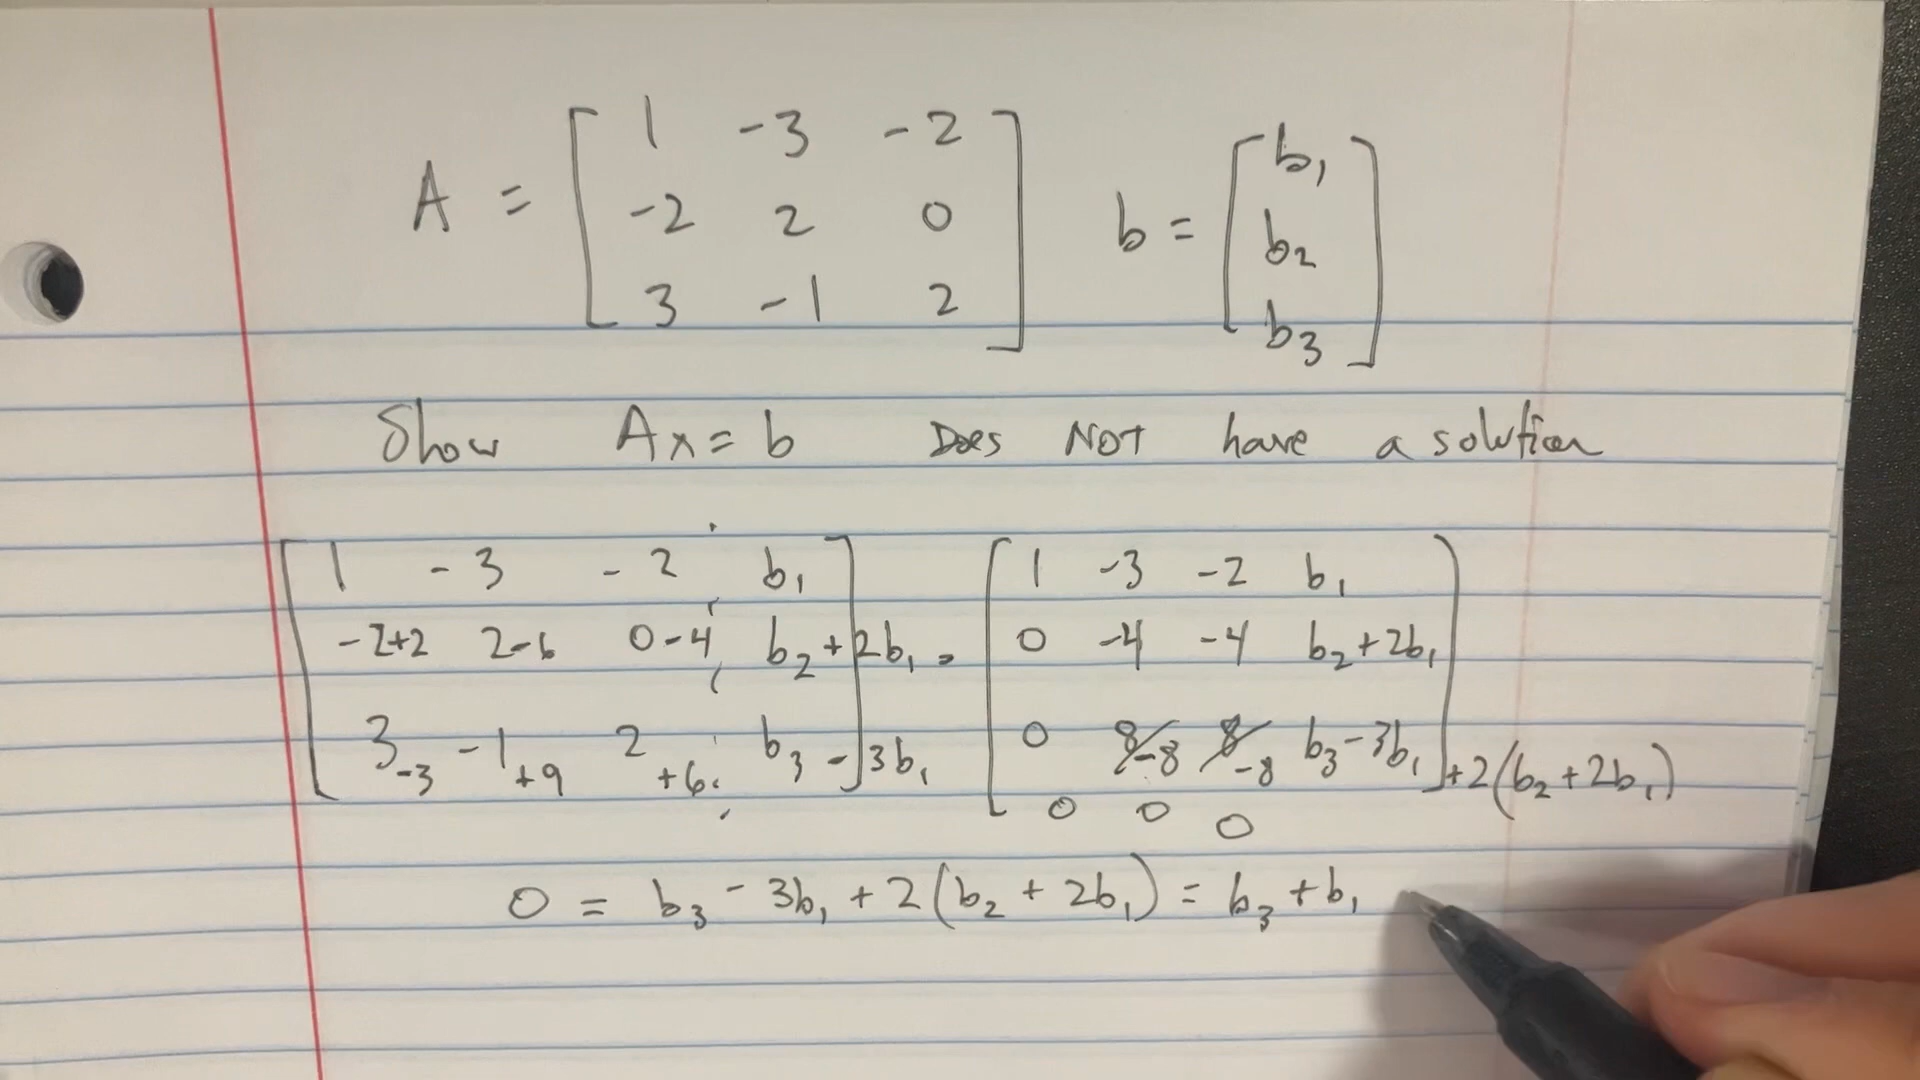 A = [ 1 -3 -2 ; -2 2 0 ; 3 -1 2 ] b = [ b₁ ; b₂ ; b₃ ]
Show Ax = b Does NOT have a solution
1 -3 -2 b₁ 1 -3 -2 b₁
-2+2 2-6 0-4 b₂ + 2b₁ = 0 -4 -4 b₂ + 2b₁
3-3 -1+9 2+6 b₃ - 3b₁ 0 8-8 8-8 b₃ - 3b₁ + 2(b₂ + 2b₁)
0 0 0
0 = b₃ - 3b₁ + 2(b₂ + 2b₁) = b₃ + b₁